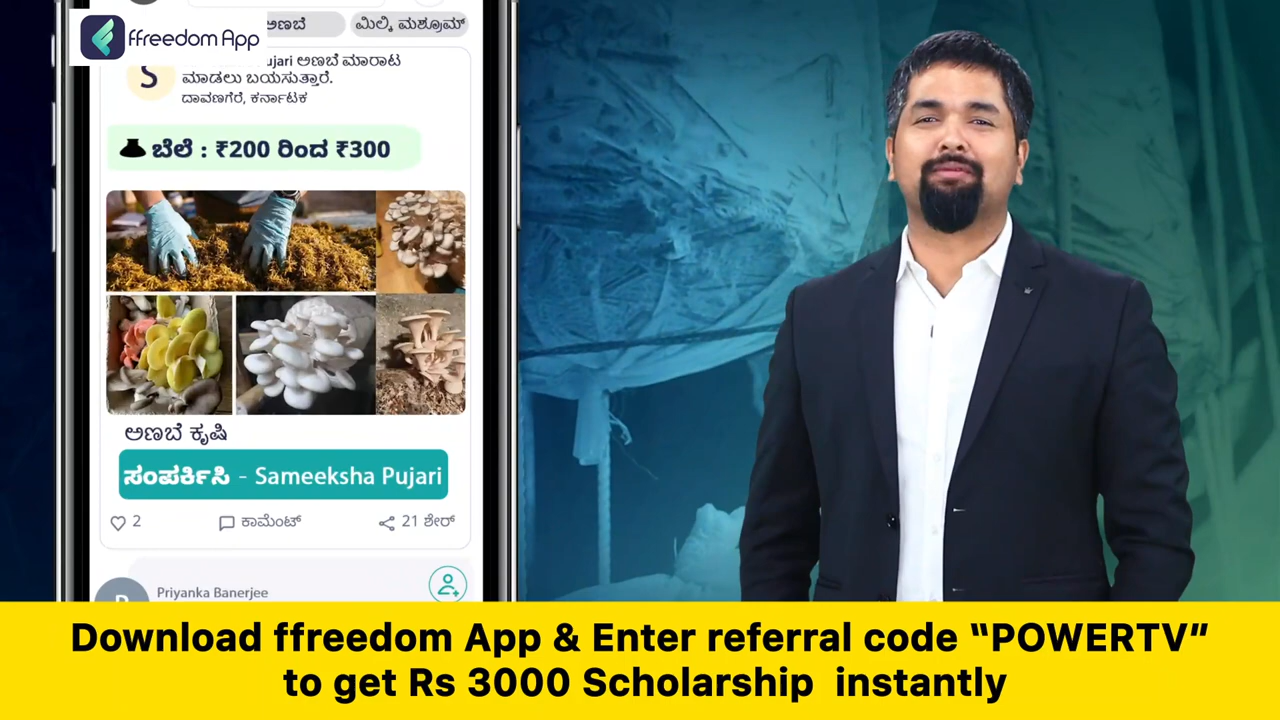 ffreedom App
ಅಣಬೆ
ಮಿಲ್ಕಿ ಮಶ್ರೂಮ್
S
ujari ಅಣಬೆ ಮಾರಾಟ
ಮಾಡಲು ಬಯಸುತ್ತಾರೆ.
ದಾವಣಗೆರೆ, ಕರ್ನಾಟಕ
ಬೆಲೆ : ₹200 ರಿಂದ ₹300
ಅಣಬೆ ಕೃಷಿ
ಸಂಪರ್ಕಿಸಿ - Sameeksha Pujari
2
ಕಾಮೆಂಟ್
21 ಶೇರ್
Priyanka Banerjee
Download ffreedom App & Enter referral code “POWERTV”
to get Rs 3000 Scholarship instantly